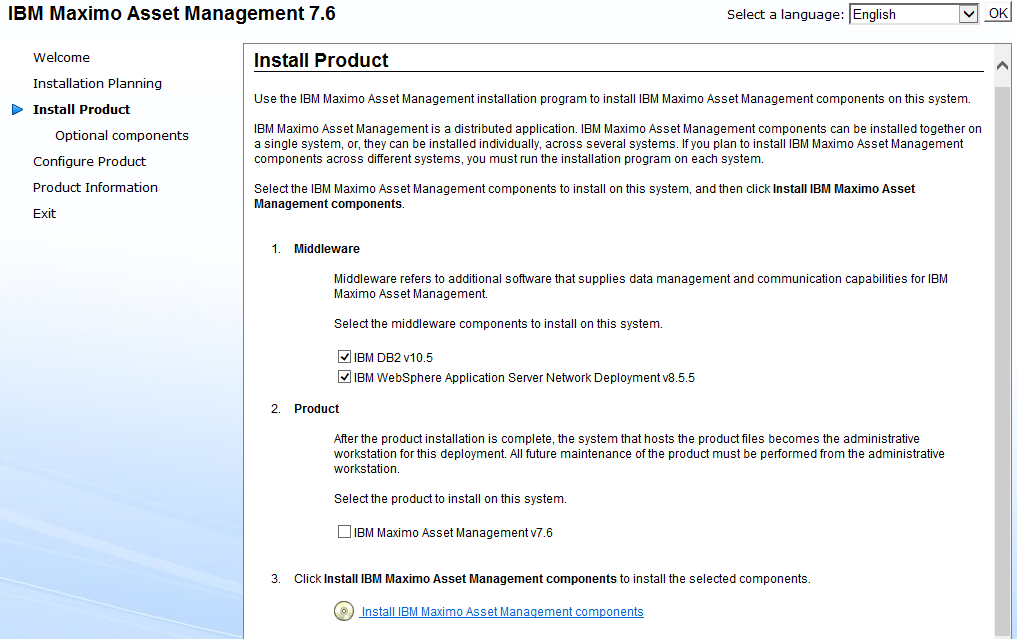 IBM Maximo Asset Management 7.6
Select a language: English OK
Welcome
Installation Planning
Install Product
Optional components
Configure Product
Product Information
Exit
Install Product
Use the IBM Maximo Asset Management installation program to install IBM Maximo Asset Management components on this system.
IBM Maximo Asset Management is a distributed application. IBM Maximo Asset Management components can be installed together on
a single system, or, they can be installed individually, across several systems. If you plan to install IBM Maximo Asset Management
components across different systems, you must run the installation program on each system.
Select the IBM Maximo Asset Management components to install on this system, and then click Install IBM Maximo Asset
Management components.
1. Middleware
Middleware refers to additional software that supplies data management and communication capabilities for IBM
Maximo Asset Management.
Select the middleware components to install on this system.
IBM DB2 v10.5
IBM WebSphere Application Server Network Deployment v8.5.5
2. Product
After the product installation is complete, the system that hosts the product files becomes the administrative
workstation for this deployment. All future maintenance of the product must be performed from the administrative
workstation.
Select the product to install on this system.
IBM Maximo Asset Management v7.6
3. Click Install IBM Maximo Asset Management components to install the selected components.
Install IBM Maximo Asset Management components